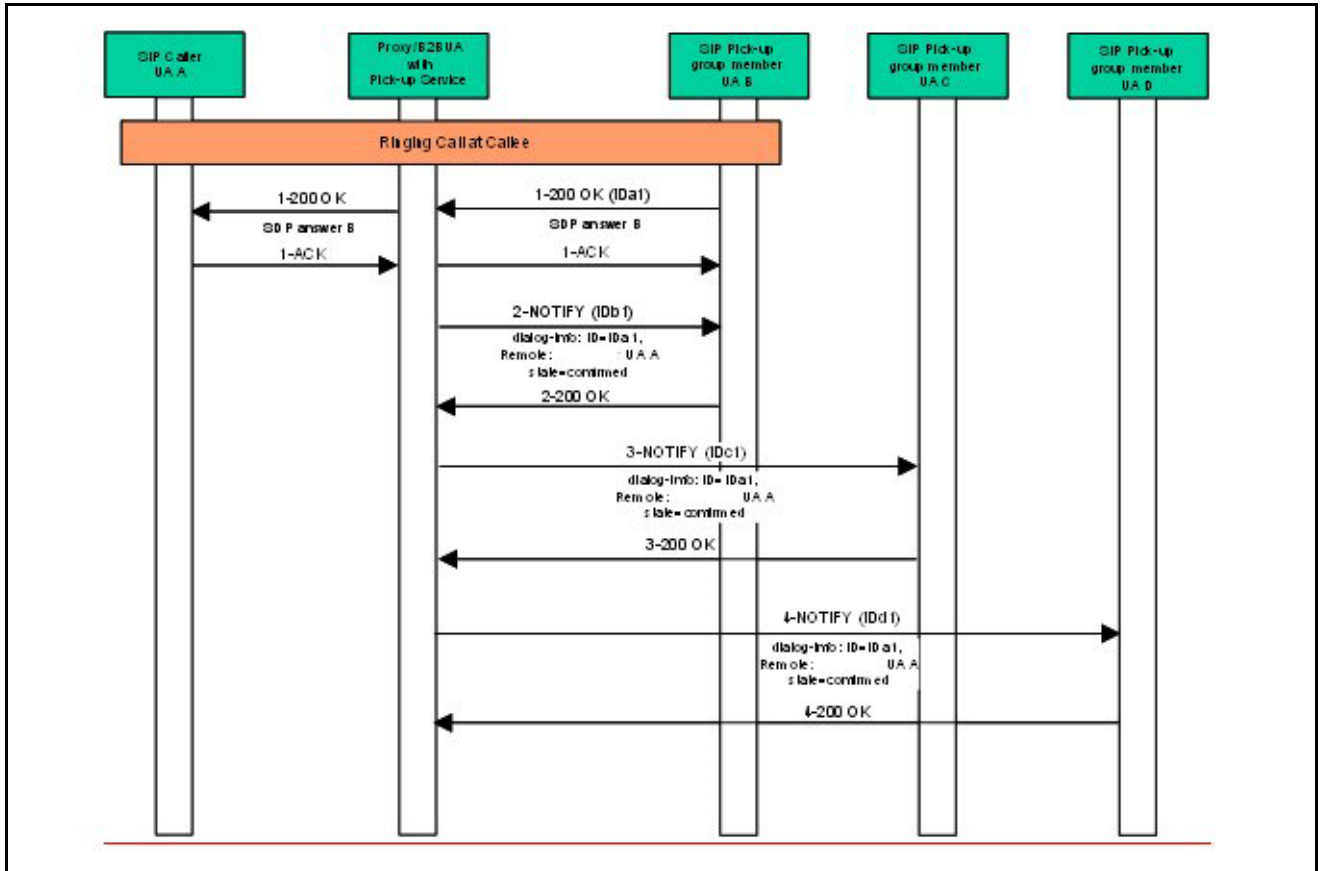 SIP Caller
UA A
Proxy/B2BUA
with
Pick-up Service
SIP Pick-up
group member
UA B
SIP Pick-up
group member
UA C
SIP Pick-up
group member
UA D
Ringing Call at Callee
1-200 OK
SDP answer B
1-ACK
1-200 OK (IDa1)
SDP answer B
1-ACK
2-NOTIFY (IDb1)
dialog-info: ID=IDa1,
Remote: UA A
state=confirmed
2-200 OK
3-NOTIFY (IDc1)
dialog-info: ID=IDa1,
Remote: UA A
state=confirmed
3-200 OK
4-NOTIFY (IDd1)
dialog-info: ID=IDa1,
Remote: UA A
state=confirmed
4-200 OK